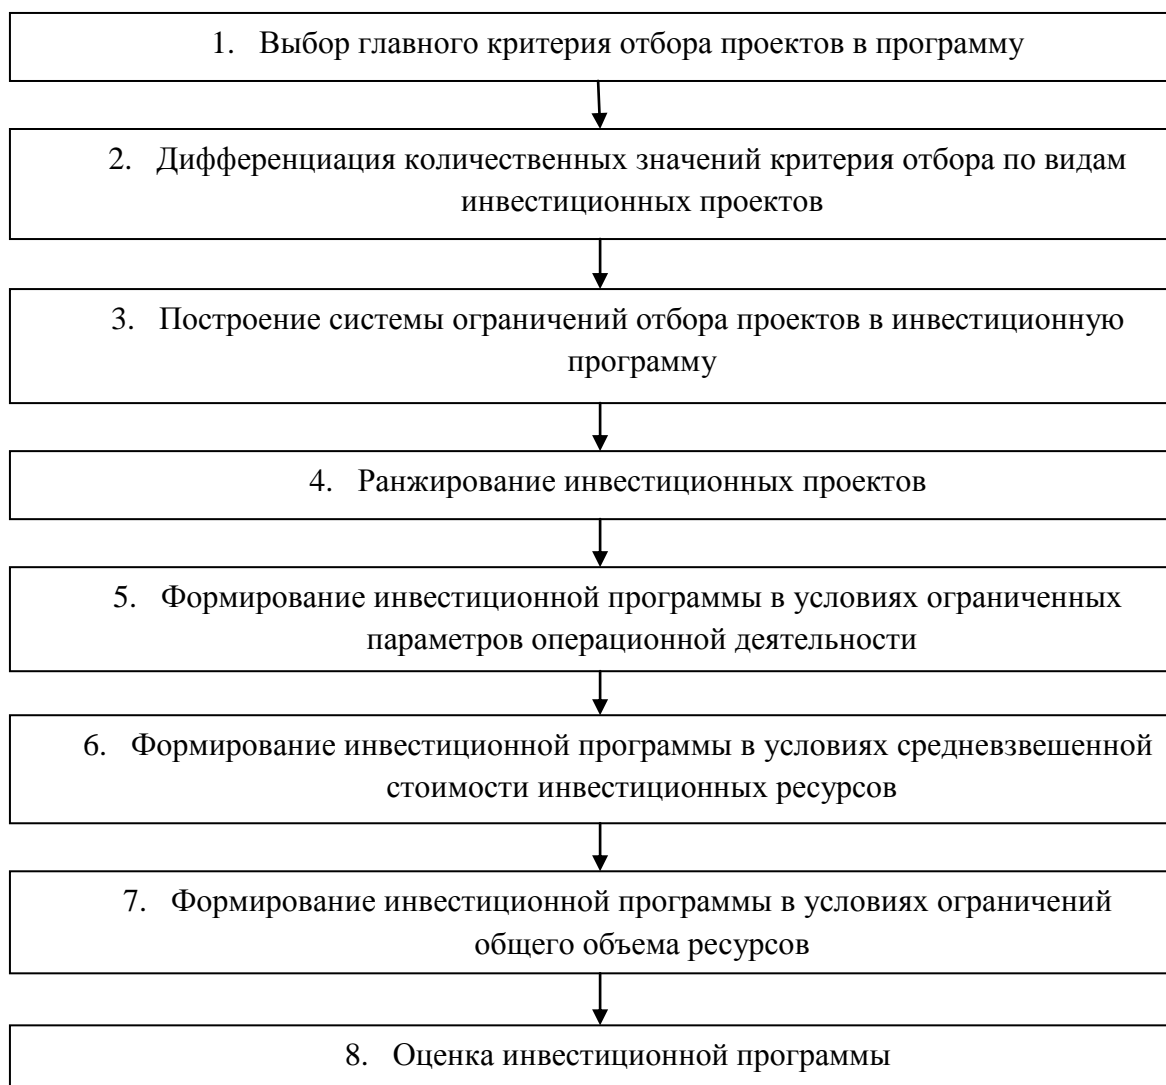 1. Выбор главного критерия отбора проектов в программу
2. Дифференциация количественных значений критерия отбора по видам
инвестиционных проектов
3. Построение системы ограничений отбора проектов в инвестиционную
программу
4. Ранжирование инвестиционных проектов
5. Формирование инвестиционной программы в условиях ограниченных
параметров операционной деятельности
6. Формирование инвестиционной программы в условиях средневзвешенной
стоимости инвестиционных ресурсов
7. Формирование инвестиционной программы в условиях ограничений
общего объема ресурсов
8. Оценка инвестиционной программы